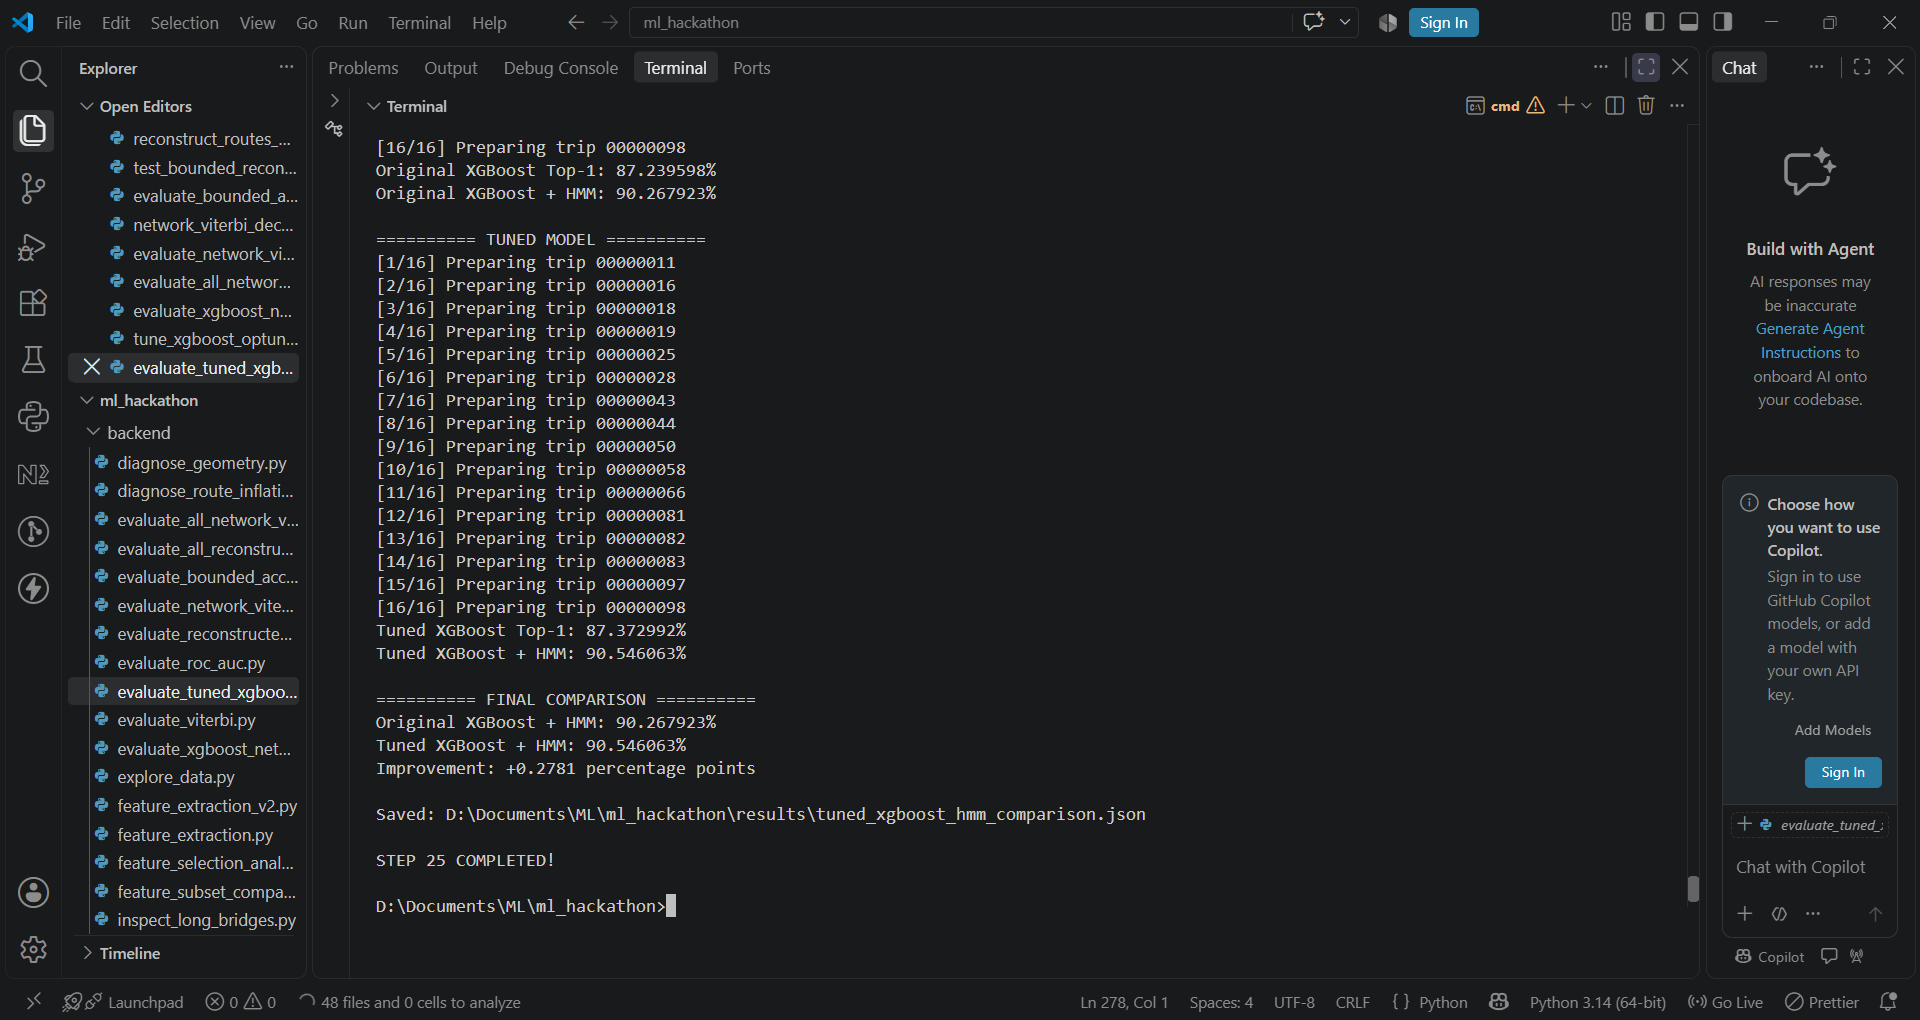 File Edit Selection View Go Run Terminal Help
ml_hackathon
Sign In
Explorer
Open Editors
reconstruct_routes_...
test_bounded_recon...
evaluate_bounded_a...
network_viterbi_dec...
evaluate_network_vi...
evaluate_all_networ...
evaluate_xgboost_n...
tune_xgboost_optun...
evaluate_tuned_xgb...
ml_hackathon
backend
diagnose_geometry.py
diagnose_route_inflati...
evaluate_all_network_v...
evaluate_all_reconstru...
evaluate_bounded_acc...
evaluate_network_vite...
evaluate_reconstructe...
evaluate_roc_auc.py
evaluate_tuned_xgboo...
evaluate_viterbi.py
evaluate_xgboost_net...
explore_data.py
feature_extraction_v2.py
feature_extraction.py
feature_selection_anal...
feature_subset_compa...
inspect_long_bridges.py
Timeline
Problems Output Debug Console Terminal Ports
Terminal
cmd
[16/16] Preparing trip 00000098
Original XGBoost Top-1: 87.239598%
Original XGBoost + HMM: 90.267923%
========== TUNED MODEL ==========
[1/16] Preparing trip 00000011
[2/16] Preparing trip 00000016
[3/16] Preparing trip 00000018
[4/16] Preparing trip 00000019
[5/16] Preparing trip 00000025
[6/16] Preparing trip 00000028
[7/16] Preparing trip 00000043
[8/16] Preparing trip 00000044
[9/16] Preparing trip 00000050
[10/16] Preparing trip 00000058
[11/16] Preparing trip 00000066
[12/16] Preparing trip 00000081
[13/16] Preparing trip 00000082
[14/16] Preparing trip 00000083
[15/16] Preparing trip 00000097
[16/16] Preparing trip 00000098
Tuned XGBoost Top-1: 87.372992%
Tuned XGBoost + HMM: 90.546063%
========== FINAL COMPARISON ==========
Original XGBoost + HMM: 90.267923%
Tuned XGBoost + HMM: 90.546063%
Improvement: +0.2781 percentage points
Saved: D:\Documents\ML\ml_hackathon\results\tuned_xgboost_hmm_comparison.json
STEP 25 COMPLETED!
D:\Documents\ML\ml_hackathon>
Chat
Build with Agent
AI responses may
be inaccurate
Generate Agent
Instructions to
onboard AI onto
your codebase.
Choose how
you want to use
Copilot.
Sign in to use
GitHub Copilot
models, or add
a model with
your own API
key.
Add Models
Sign In
evaluate_tuned_
Chat with Copilot
Copilot
Launchpad 0 0 48 files and 0 cells to analyze
Ln 278, Col 1 Spaces: 4 UTF-8 CRLF {} Python Python 3.14 (64-bit) Go Live Prettier